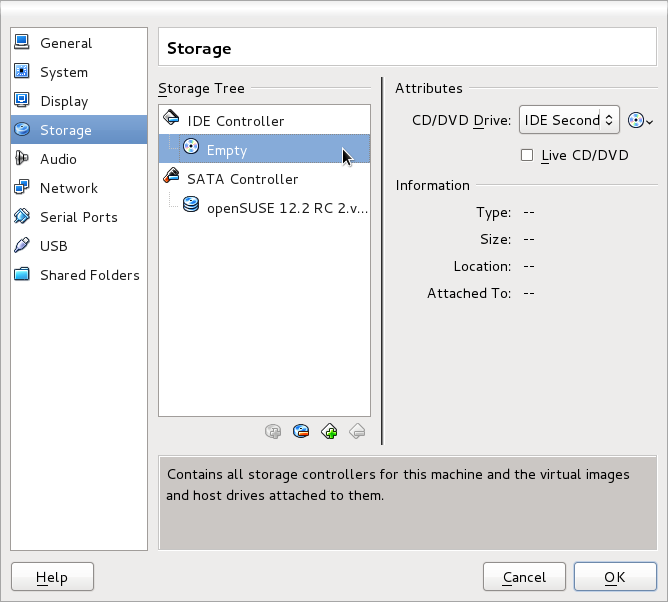 General
System
Display
Storage
Audio
Network
Serial Ports
USB
Shared Folders
Storage
Storage Tree
IDE Controller
Empty
SATA Controller
openSUSE 12.2 RC 2.v...
Attributes
CD/DVD Drive: IDE Second
Live CD/DVD
Information
Type: --
Size: --
Location: --
Attached To: --
Contains all storage controllers for this machine and the virtual images
and host drives attached to them.
Help
Cancel
OK